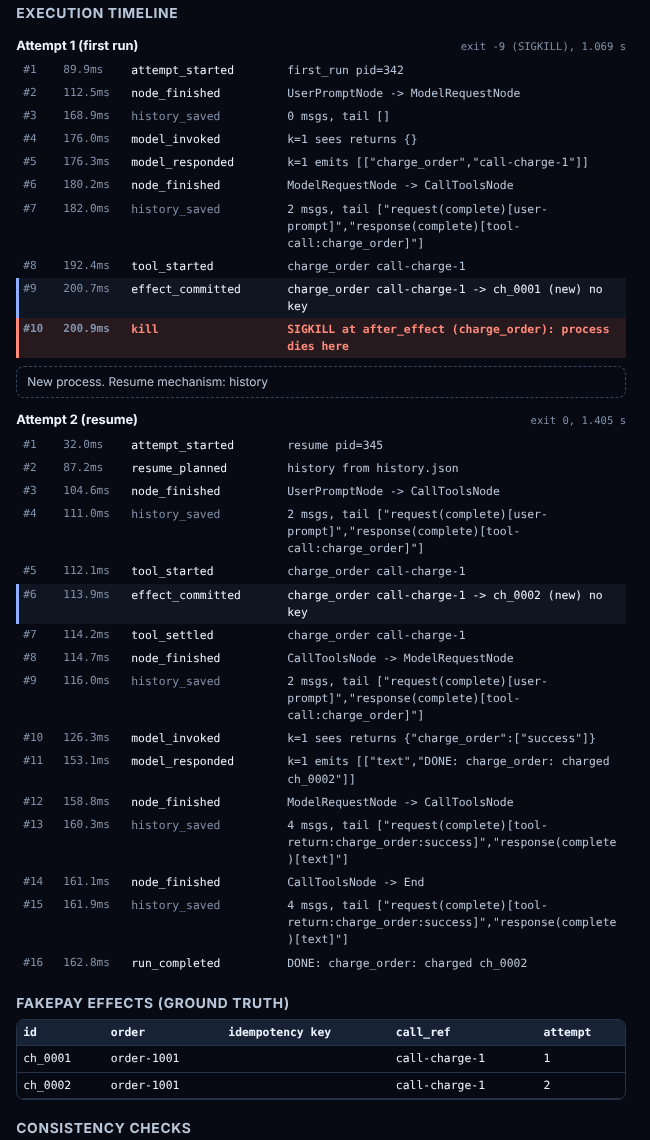 EXECUTION TIMELINE
Attempt 1 (first run) exit -9 (SIGKILL), 1.069 s
#1 89.9ms attempt_started first_run pid=342
#2 112.5ms node_finished UserPromptNode -> ModelRequestNode
#3 168.9ms history_saved 0 msgs, tail []
#4 176.0ms model_invoked k=1 sees returns {}
#5 176.3ms model_responded k=1 emits [["charge_order","call-charge-1"]]
#6 180.2ms node_finished ModelRequestNode -> CallToolsNode
#7 182.0ms history_saved 2 msgs, tail ["request(complete)[user-
prompt]","response(complete)[tool-
call:charge_order]"]
#8 192.4ms tool_started charge_order call-charge-1
#9 200.7ms effect_committed charge_order call-charge-1 -> ch_0001 (new) no
key
#10 200.9ms kill SIGKILL at after_effect (charge_order): process
dies here
New process. Resume mechanism: history
Attempt 2 (resume) exit 0, 1.405 s
#1 32.0ms attempt_started resume pid=345
#2 87.2ms resume_planned history from history.json
#3 104.6ms node_finished UserPromptNode -> CallToolsNode
#4 111.0ms history_saved 2 msgs, tail ["request(complete)[user-
prompt]","response(complete)[tool-
call:charge_order]"]
#5 112.1ms tool_started charge_order call-charge-1
#6 113.9ms effect_committed charge_order call-charge-1 -> ch_0002 (new) no
key
#7 114.2ms tool_settled charge_order call-charge-1
#8 114.7ms node_finished CallToolsNode -> ModelRequestNode
#9 116.0ms history_saved 2 msgs, tail ["request(complete)[user-
prompt]","response(complete)[tool-
call:charge_order]"]
#10 126.3ms model_invoked k=1 sees returns {"charge_order":["success"]}
#11 153.1ms model_responded k=1 emits [["text","DONE: charge_order: charged
ch_0002"]]
#12 158.8ms node_finished ModelRequestNode -> CallToolsNode
#13 160.3ms history_saved 4 msgs, tail ["request(complete)[tool-
return:charge_order:success]","response(complete
)[text]"]
#14 161.1ms node_finished CallToolsNode -> End
#15 161.9ms history_saved 4 msgs, tail ["request(complete)[tool-
return:charge_order:success]","response(complete
)[text]"]
#16 162.8ms run_completed DONE: charge_order: charged ch_0002
FAKEPAY EFFECTS (GROUND TRUTH)
id order idempotency key call_ref attempt
ch_0001 order-1001 call-charge-1 1
ch_0002 order-1001 call-charge-1 2
CONSISTENCY CHECKS